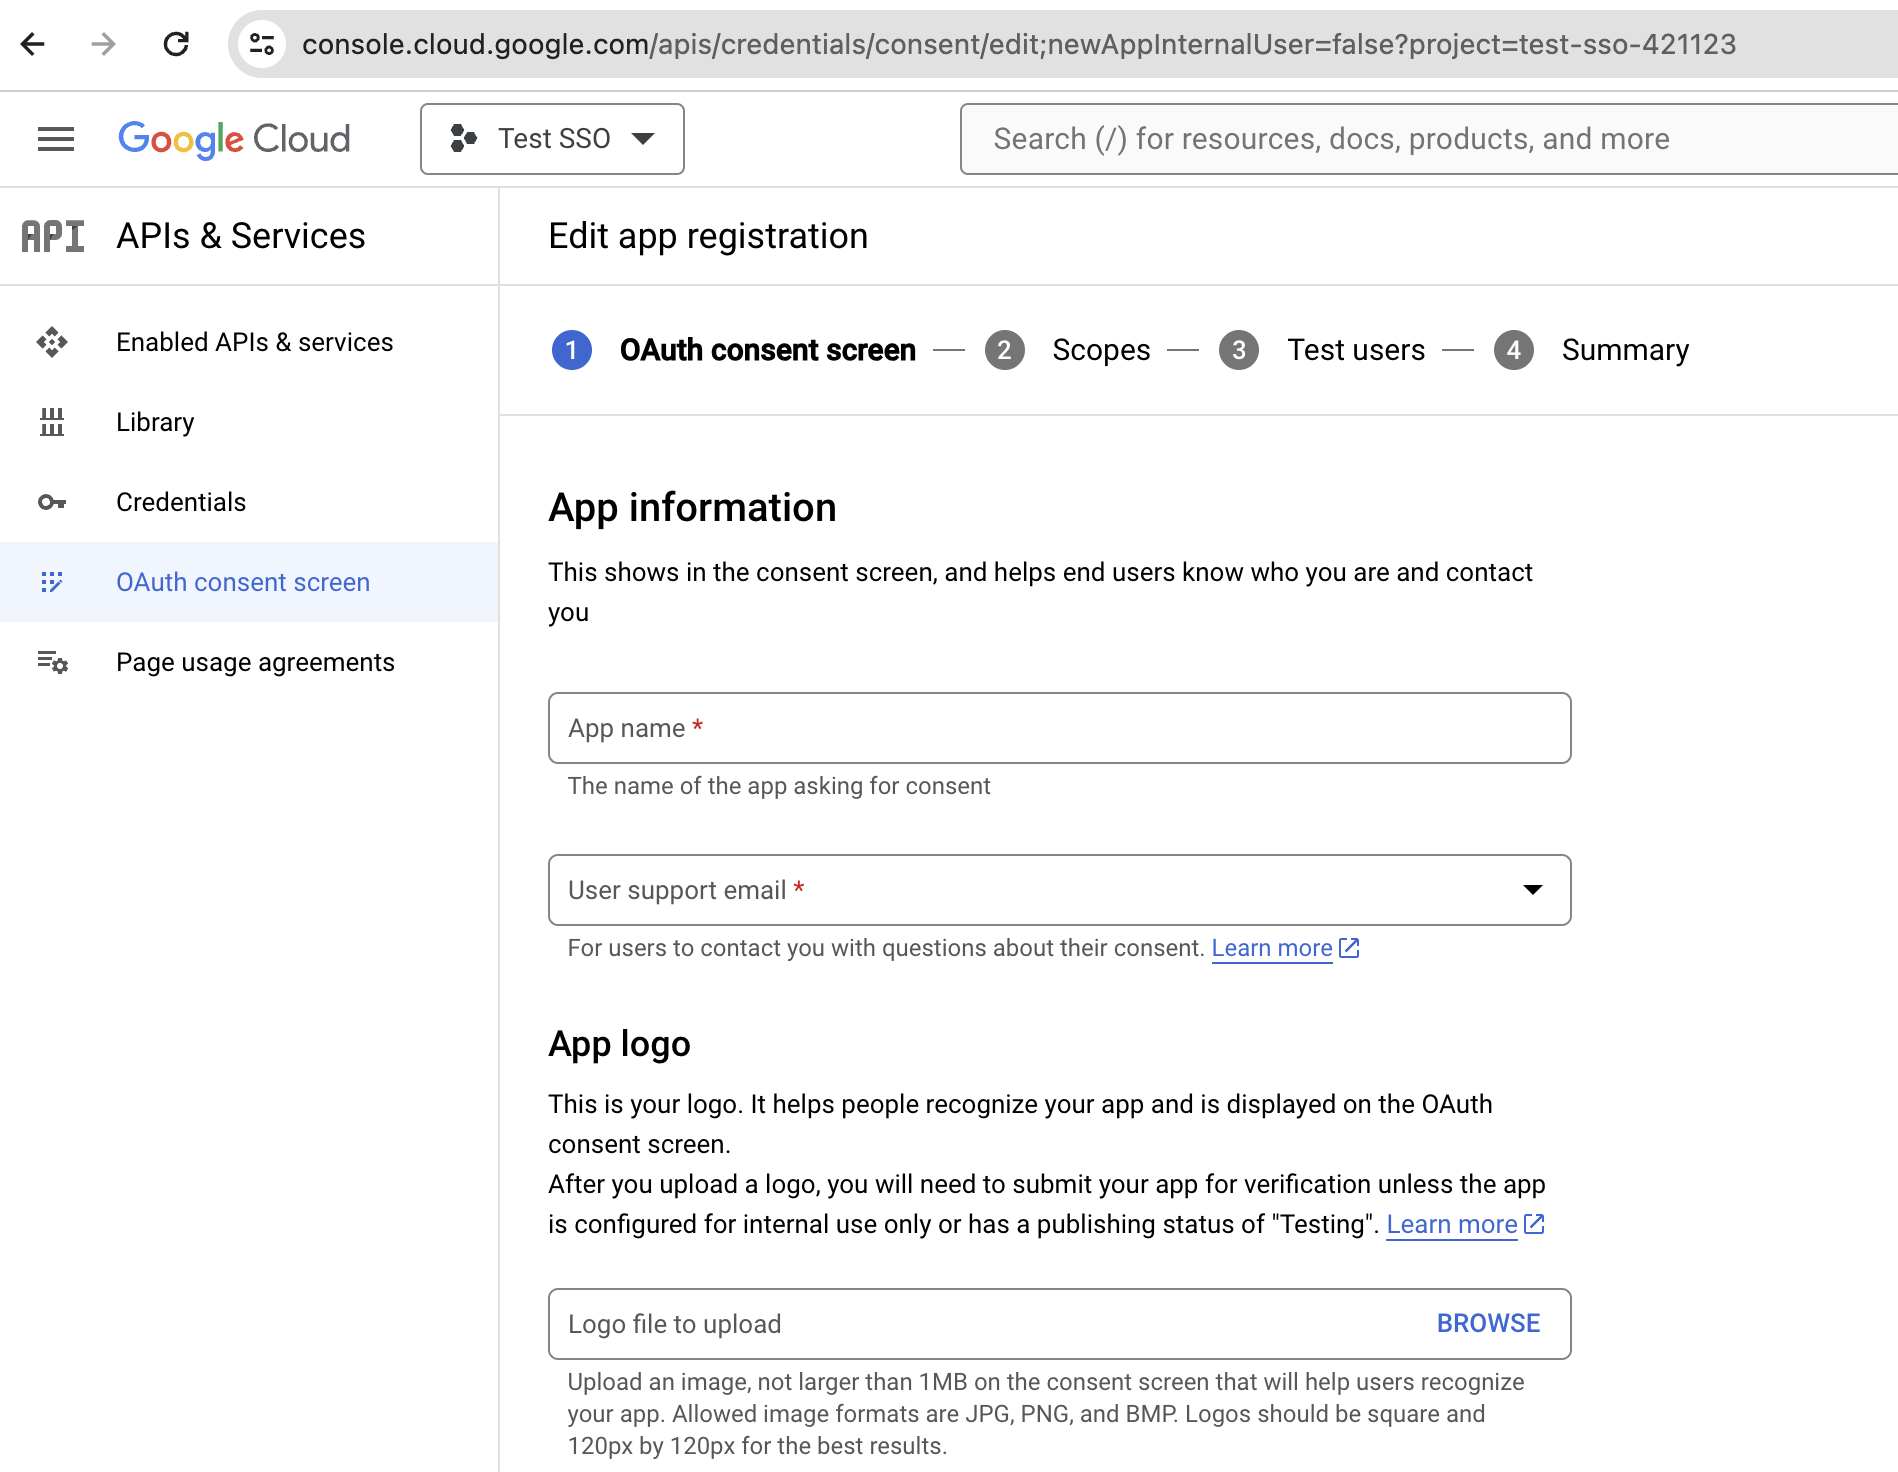 console.cloud.google.com/apis/credentials/consent/edit;newAppInternalUser=false?project=test-sso-421123
Google Cloud
Test SSO
Search (/) for resources, docs, products, and more
API
APIs & Services
Edit app registration
Enabled APIs & services
Library
Credentials
OAuth consent screen
Page usage agreements
1 OAuth consent screen — 2 Scopes — 3 Test users — 4 Summary
App information
This shows in the consent screen, and helps end users know who you are and contact
you
App name *
The name of the app asking for consent
User support email *
For users to contact you with questions about their consent. Learn more
App logo
This is your logo. It helps people recognize your app and is displayed on the OAuth
consent screen.
After you upload a logo, you will need to submit your app for verification unless the app
is configured for internal use only or has a publishing status of "Testing". Learn more
Logo file to upload BROWSE
Upload an image, not larger than 1MB on the consent screen that will help users recognize
your app. Allowed image formats are JPG, PNG, and BMP. Logos should be square and
120px by 120px for the best results.